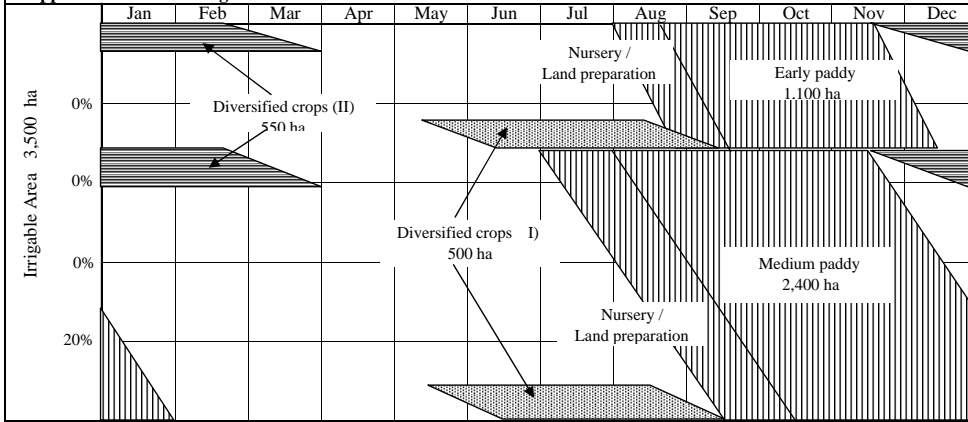 Jan Feb Mar Apr May Jun Jul Aug Sep Oct Nov Dec
Nursery /
Land preparation
Early paddy
1,100 ha
Diversified crops (II)
550 ha
0%
0%
Irrigable Area 3,500 ha
Diversified crops I)
500 ha
0%
Medium paddy
2,400 ha
Nursery /
Land preparation
20%